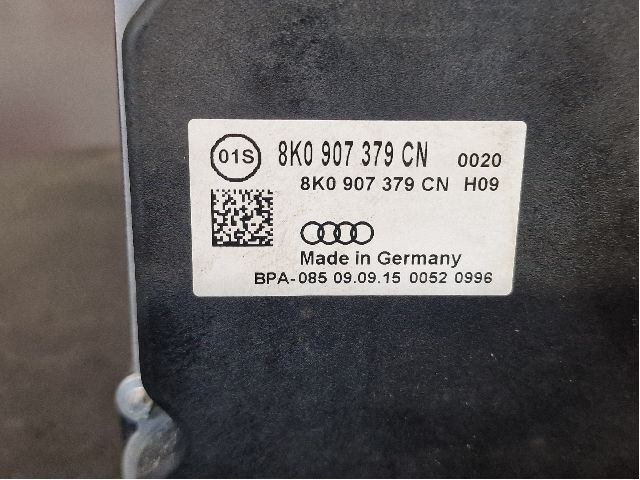 01S 8K0 907 379 CN 0020
8K0 907 379 CN H09
Made in Germany
BPA-085 09.09.15 0052 0996